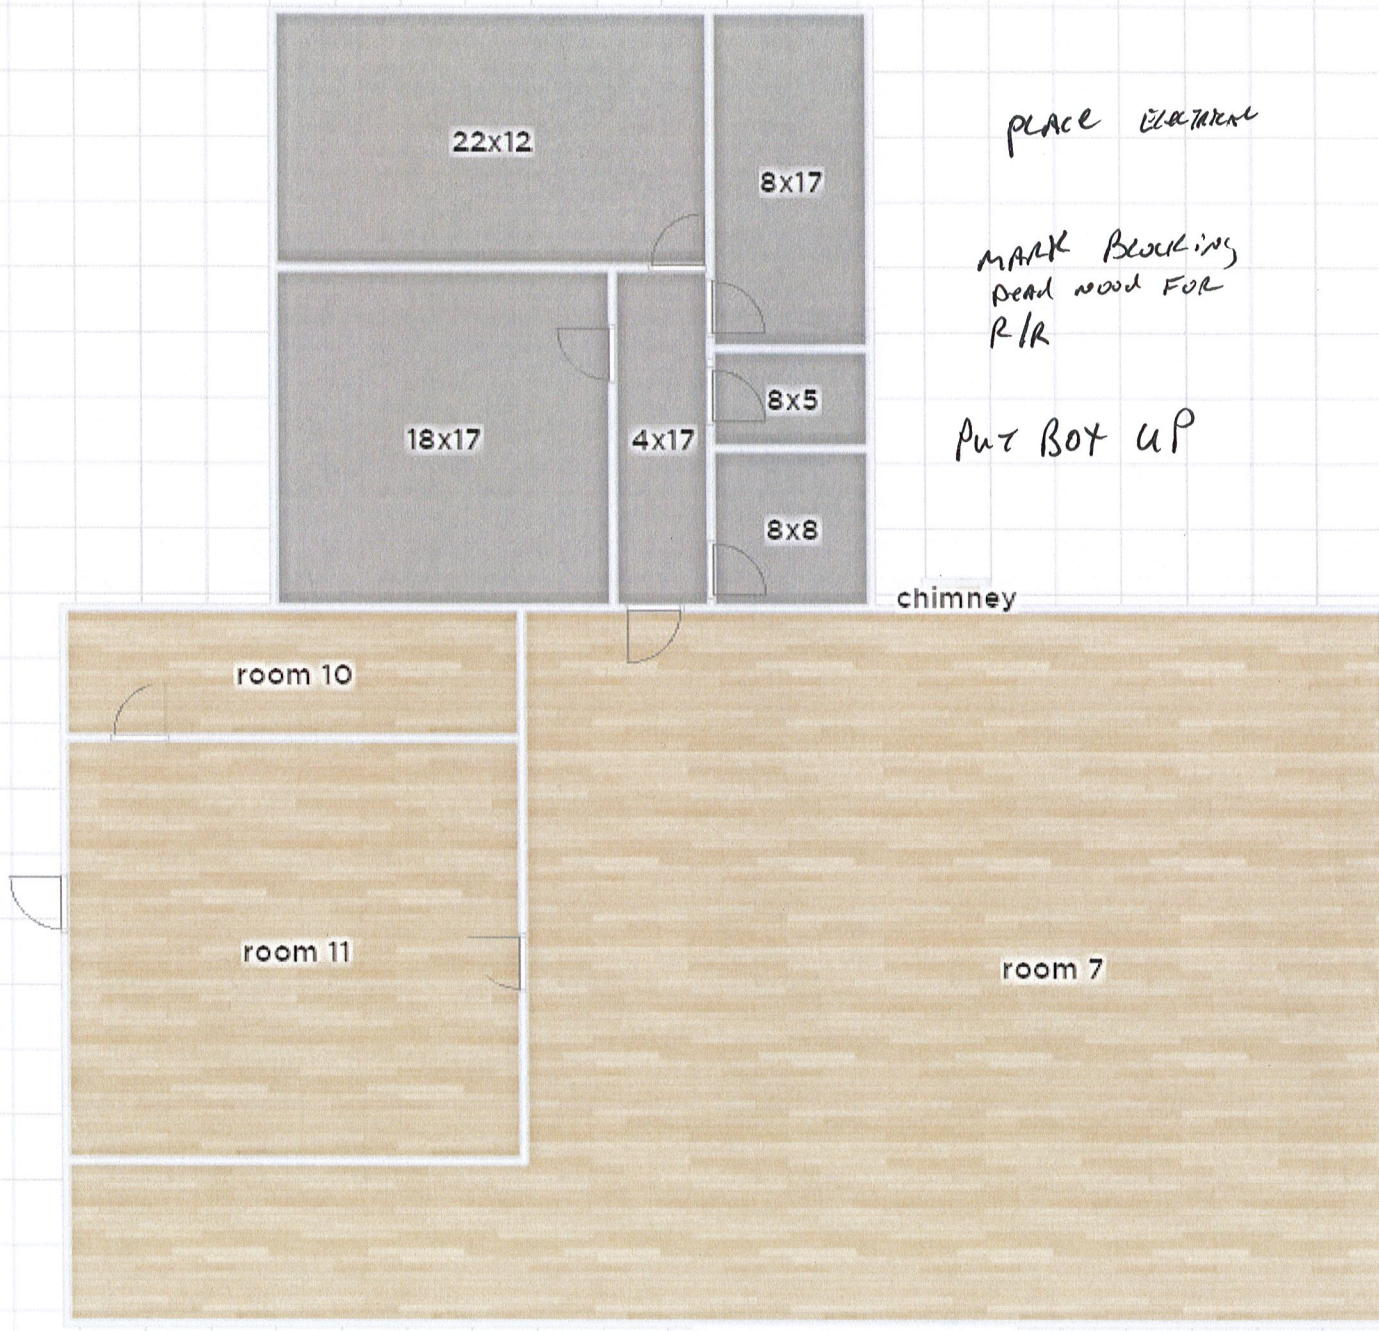 22x12
8x17
PLACE ELECTRICAL
MARK BLOCKING
DEAD WOOD FOR
R/R
8x5
18x17
4x17
PUT BOX UP
8x8
chimney
room 10
room 11
room 7